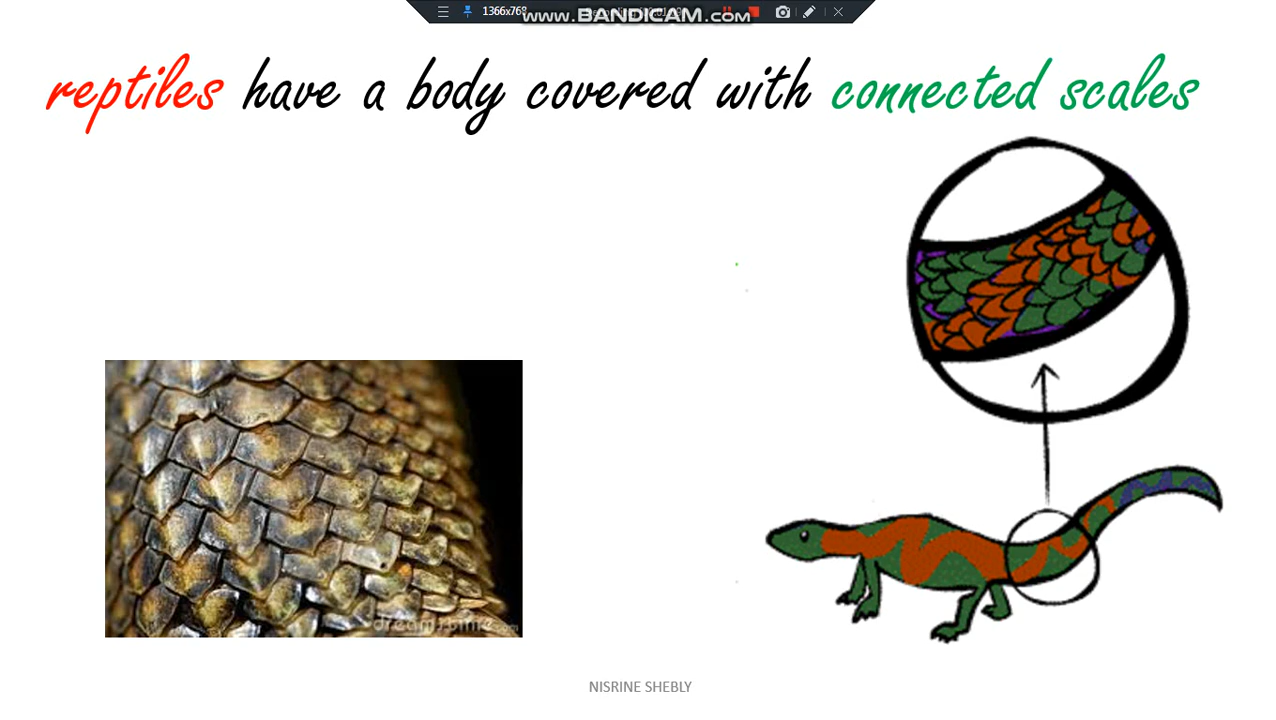 1366x768
www.BANDICAM.com
reptiles have a body covered with connected scales
dreamstime.com
NISRINE SHEBLY